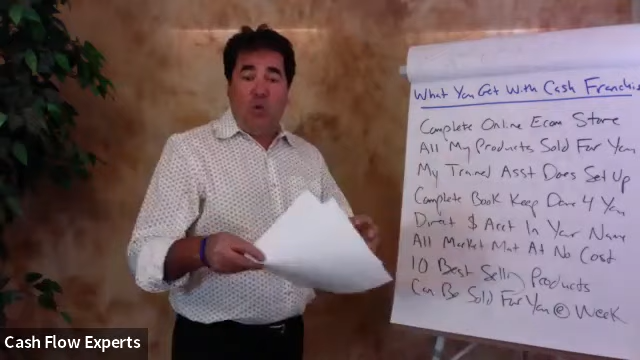 What You Get With Cash Franchis
Complete Online Ecom Store
All My Products Sold For You
My Trained Asst Does Set Up
Complete Book Keep Done 4 You
Direct $ Acct In Your Name
All Market Mat At No Cost
10 Best Selling Products
Can Be Sold For You @ Week
Cash Flow Experts